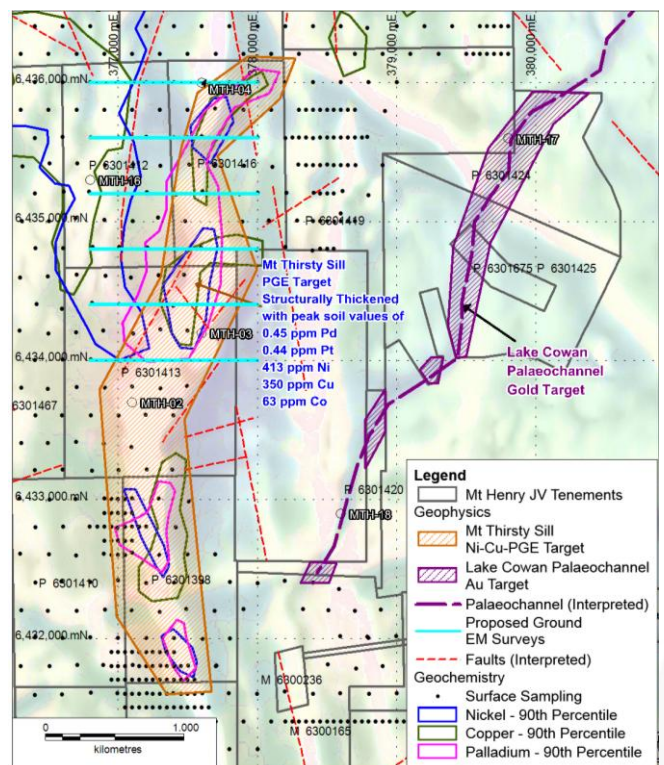 377,000 mE
378,000 mE
379,000 mE
380,000 mE
6,436,000 mN
MTH-04
MTH-17
P 6301412
P 6301416
MTH-16
P 6301424
6,435,000 mN
P 6301419
P 6301675
P 6301425
Mt Thirsty Sill
PGE Target
Structurally Thickened
with peak soil values of
0.45 ppm Pd
0.44 ppm Pt
413 ppm Ni
350 ppm Cu
63 ppm Co
MTH-03
6,434,000 mN
Lake Cowan
Palaeochannel
Gold Target
P 6301413
6301467
MTH-02
P 6301420
6,433,000 mN
MTH-18
P 6301410
P 6301398
6,432,000 mN
M 6300236
M 6300165
0
1,000
kilometres
Legend
Mt Henry JV Tenements
Geophysics
Mt Thirsty Sill
Ni-Cu-PGE Target
Lake Cowan Palaeochannel
Au Target
Palaeochannel (Interpreted)
Proposed Ground
EM Surveys
Faults (Interpreted)
Geochemistry
Surface Sampling
Nickel - 90th Percentile
Copper - 90th Percentile
Palladium - 90th Percentile